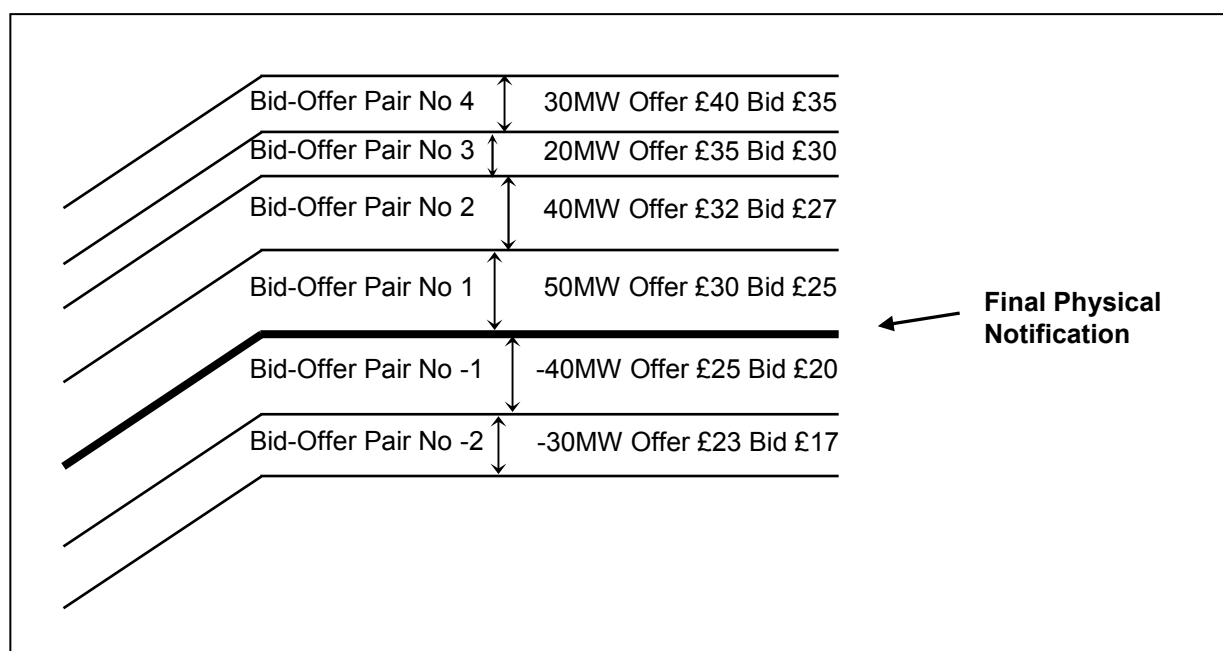 Bid-Offer Pair No 4 30MW Offer £40 Bid £35
Bid-Offer Pair No 3 20MW Offer £35 Bid £30
Bid-Offer Pair No 2 40MW Offer £32 Bid £27
Bid-Offer Pair No 1 50MW Offer £30 Bid £25
Final Physical
Notification
Bid-Offer Pair No -1 -40MW Offer £25 Bid £20
Bid-Offer Pair No -2 -30MW Offer £23 Bid £17